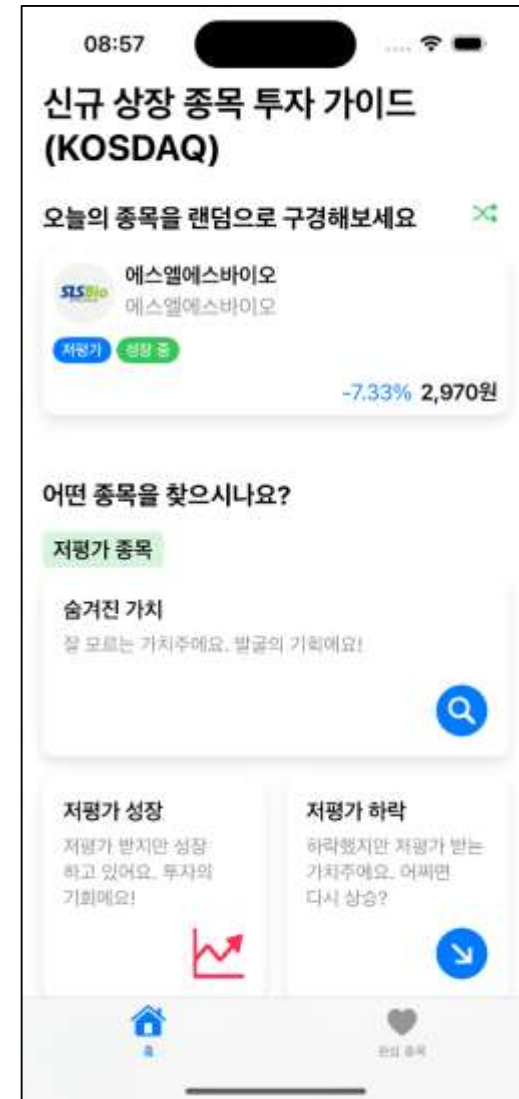 08:57
신규 상장 종목 투자 가이드
(KOSDAQ)
오늘의 종목을 랜덤으로 구경해보세요
SLSBio
에스엘에스바이오
에스엘에스바이오
저평가 성장 중
-7.33% 2,970원
어떤 종목을 찾으시나요?
저평가 종목
숨겨진 가치
잘 모르는 가치주에요. 발굴의 기회에요!
저평가 성장
저평가 받지만 성장
하고 있어요. 투자의
기회에요!
저평가 하락
하락했지만 저평가 받는
가치주에요. 어쩌면
다시 상승?
홈
관심 종목